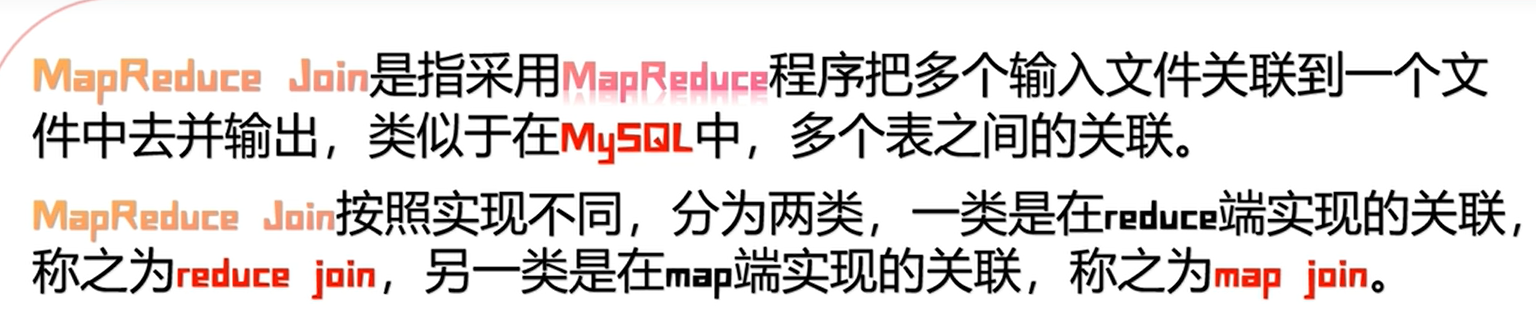 MapReduce Join是指采用MapReduce程序把多个输入文件关联到一个文
件中去并输出，类似于在MySQL中，多个表之间的关联。
MapReduce Join按照实现不同，分为两类，一类是在reduce端实现的关联，
称之为reduce join，另一类是在map端实现的关联，称之为map join。